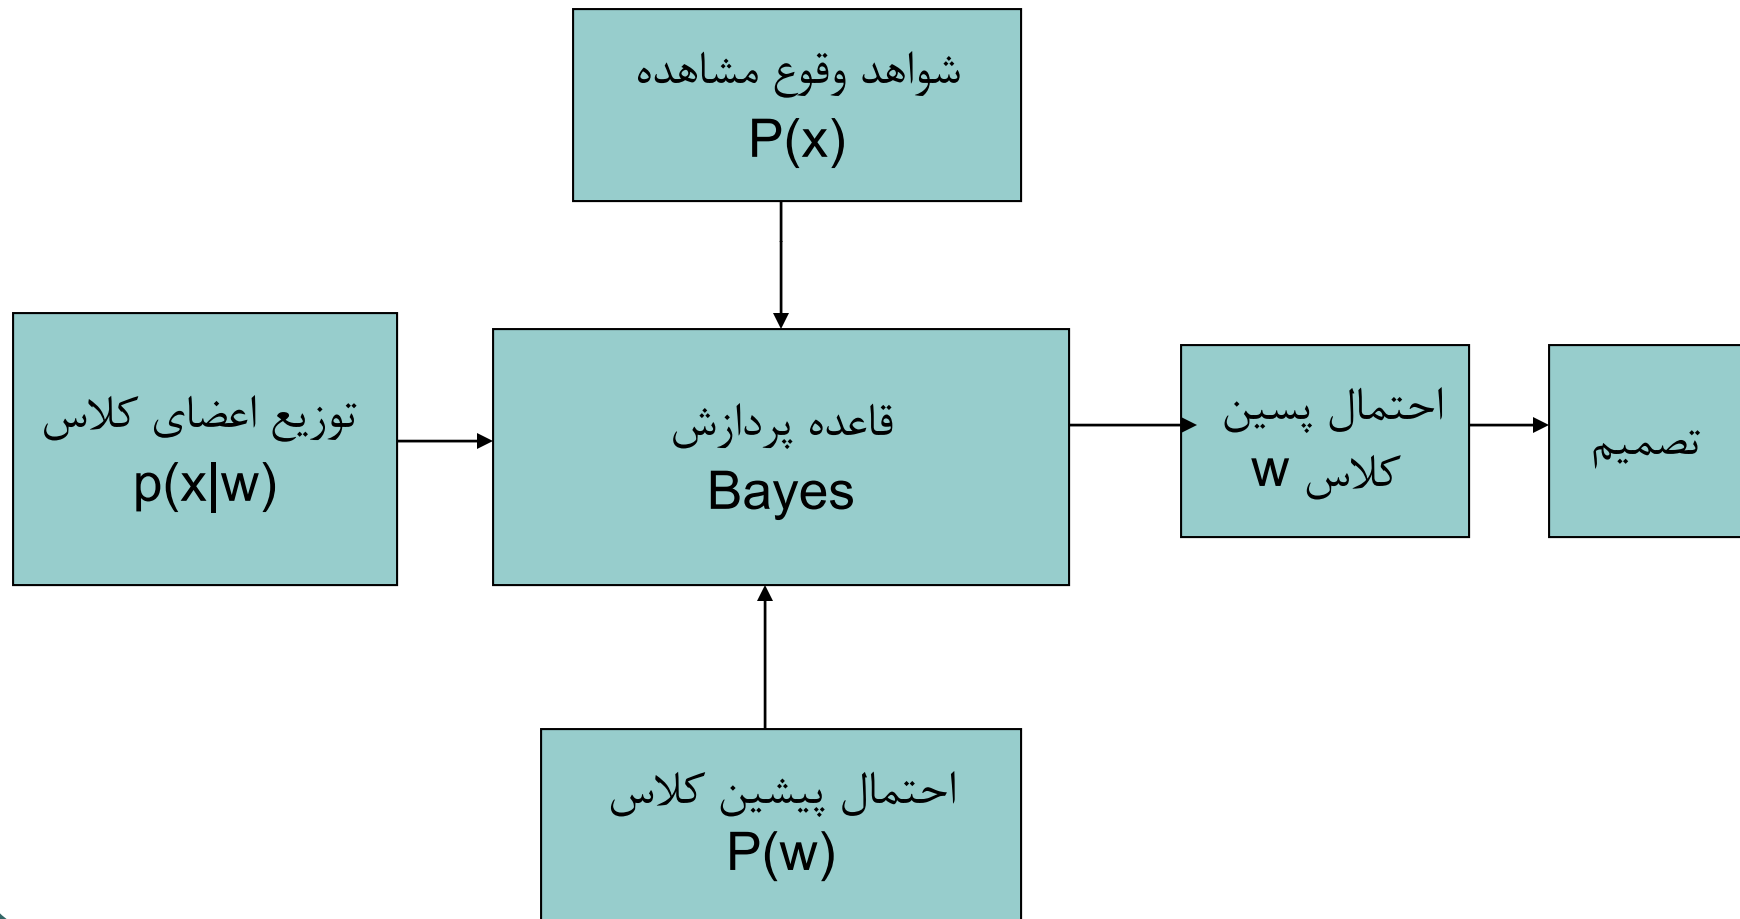 شواهد وقوع مشاهده
P(x)
توزیع اعضای کلاس
p(x|w)
قاعده پردازش
Bayes
احتمال پسین
کلاس w
تصمیم
احتمال پیشین کلاس
P(w)